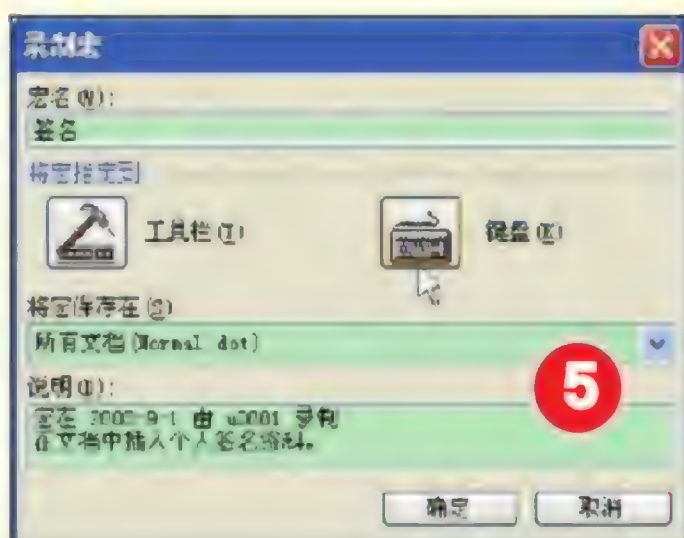 录制宏
宏名(M):
签名
将宏指定到
工具栏(T)
键盘(K)
将宏保存在(S)
所有文档(Normal dot)
说明(D):
宏在 9-1 由 u0001 录制
在文档中插入个人签名资料。
5
确定
取消